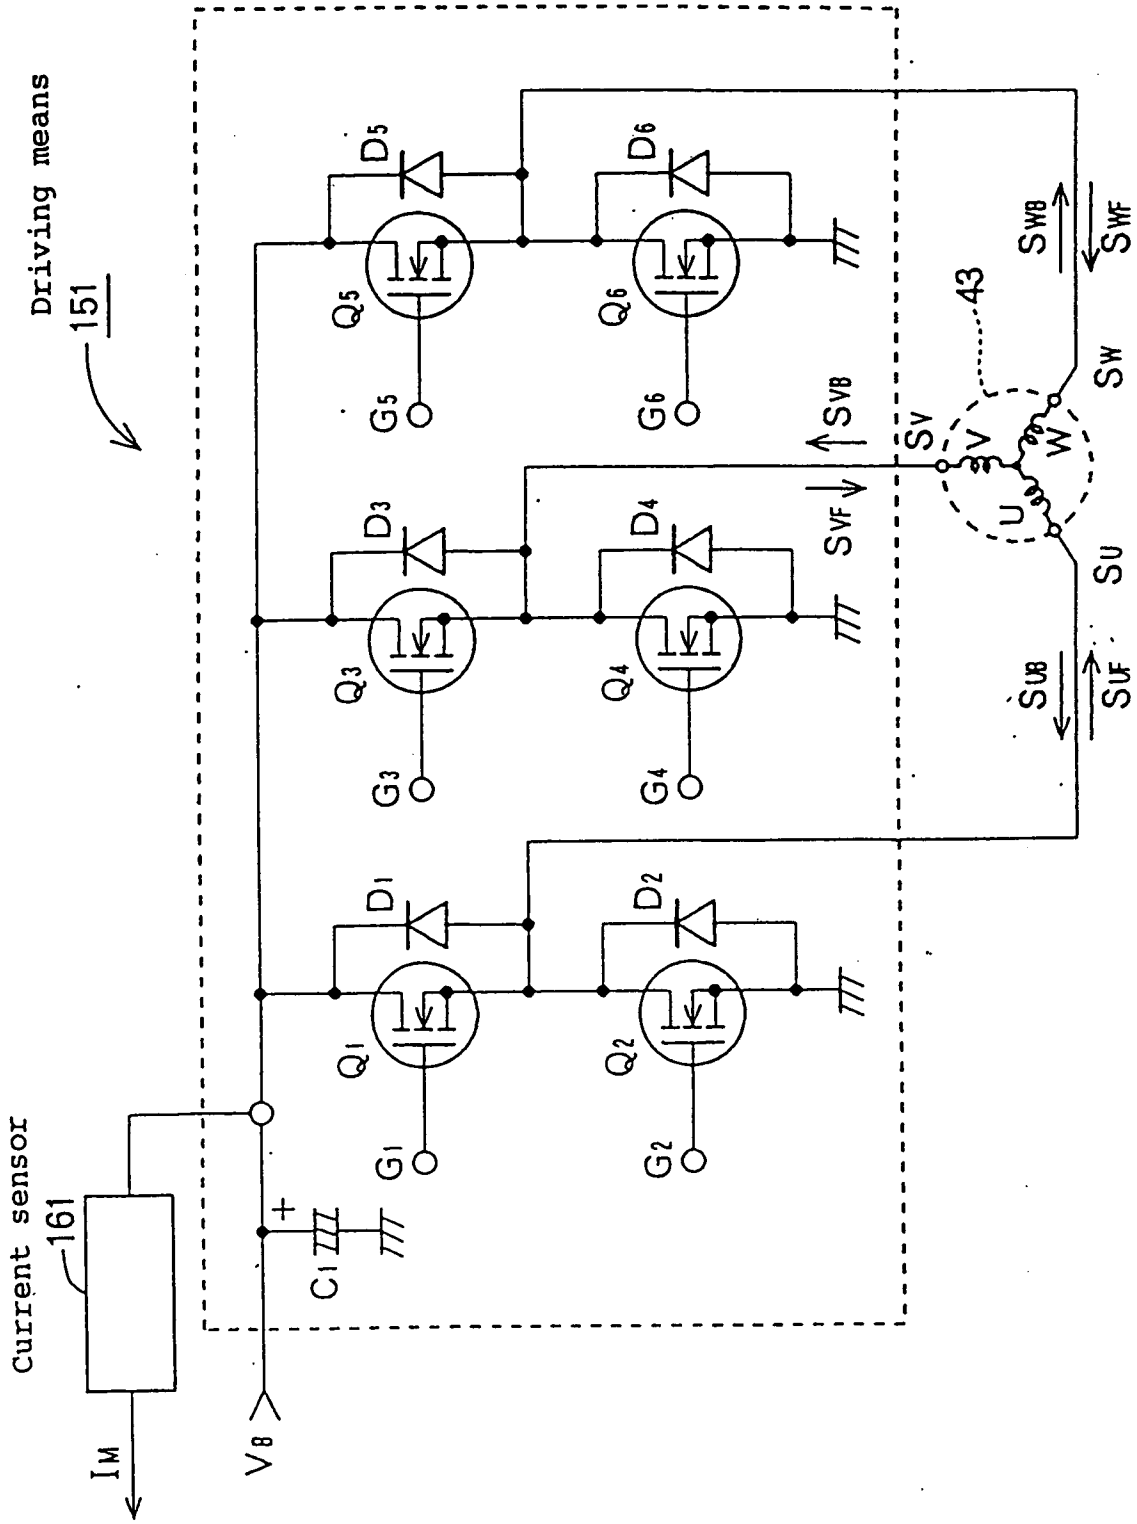 Driving means
151
Current sensor
161
IM
VB
+
C1
Q1
D1
G1
Q2
D2
G2
Q3
D3
G3
Q4
D4
G4
Q5
D5
G5
Q6
D6
G6
SVF
SVB
SV
43
V
U
W
SU
SW
SUB
SUF
SWB
SWF